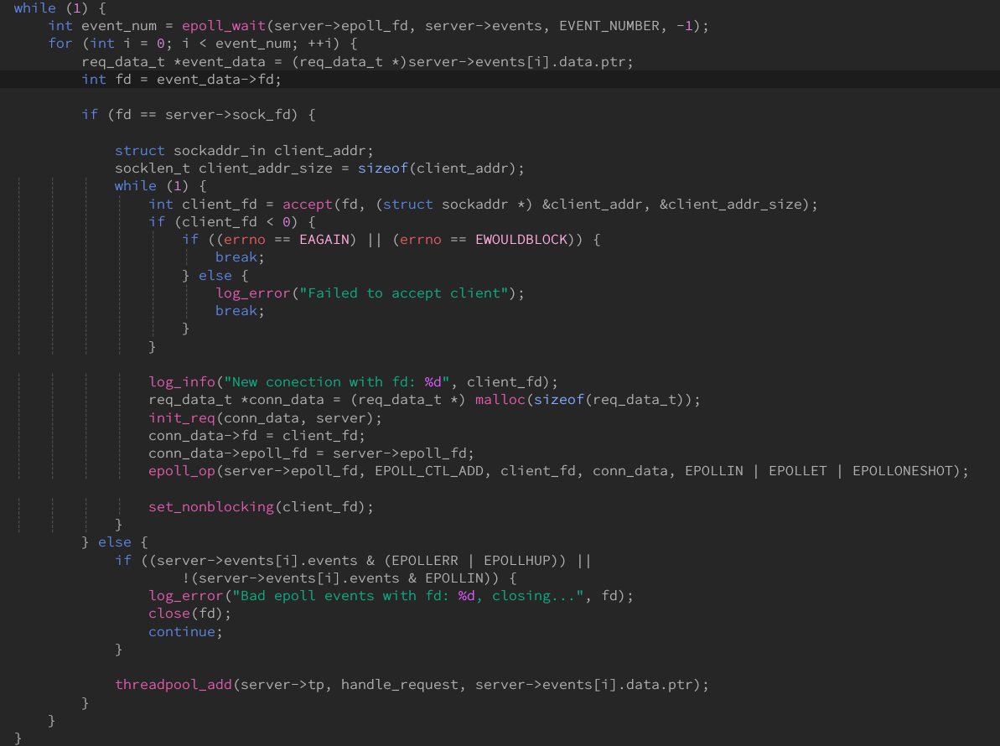 while (1) {
    int event_num = epoll_wait(server->epoll_fd, server->events, EVENT_NUMBER, -1);
    for (int i = 0; i < event_num; ++i) {
        req_data_t *event_data = (req_data_t *)server->events[i].data.ptr;
        int fd = event_data->fd;

        if (fd == server->sock_fd) {

            struct sockaddr_in client_addr;
            socklen_t client_addr_size = sizeof(client_addr);
            while (1) {
                int client_fd = accept(fd, (struct sockaddr *) &client_addr, &client_addr_size);
                if (client_fd < 0) {
                    if ((errno == EAGAIN) || (errno == EWOULDBLOCK)) {
                        break;
                    } else {
                        log_error("Failed to accept client");
                        break;
                    }
                }

                log_info("New conection with fd: %d", client_fd);
                req_data_t *conn_data = (req_data_t *) malloc(sizeof(req_data_t));
                init_req(conn_data, server);
                conn_data->fd = client_fd;
                conn_data->epoll_fd = server->epoll_fd;
                epoll_op(server->epoll_fd, EPOLL_CTL_ADD, client_fd, conn_data, EPOLLIN | EPOLLET | EPOLLONESHOT);

                set_nonblocking(client_fd);
            }
        } else {
            if ((server->events[i].events & (EPOLLERR | EPOLLHUP)) ||
                    !(server->events[i].events & EPOLLIN)) {
                log_error("Bad epoll events with fd: %d, closing...", fd);
                close(fd);
                continue;
            }

            threadpool_add(server->tp, handle_request, server->events[i].data.ptr);
        }
    }
}